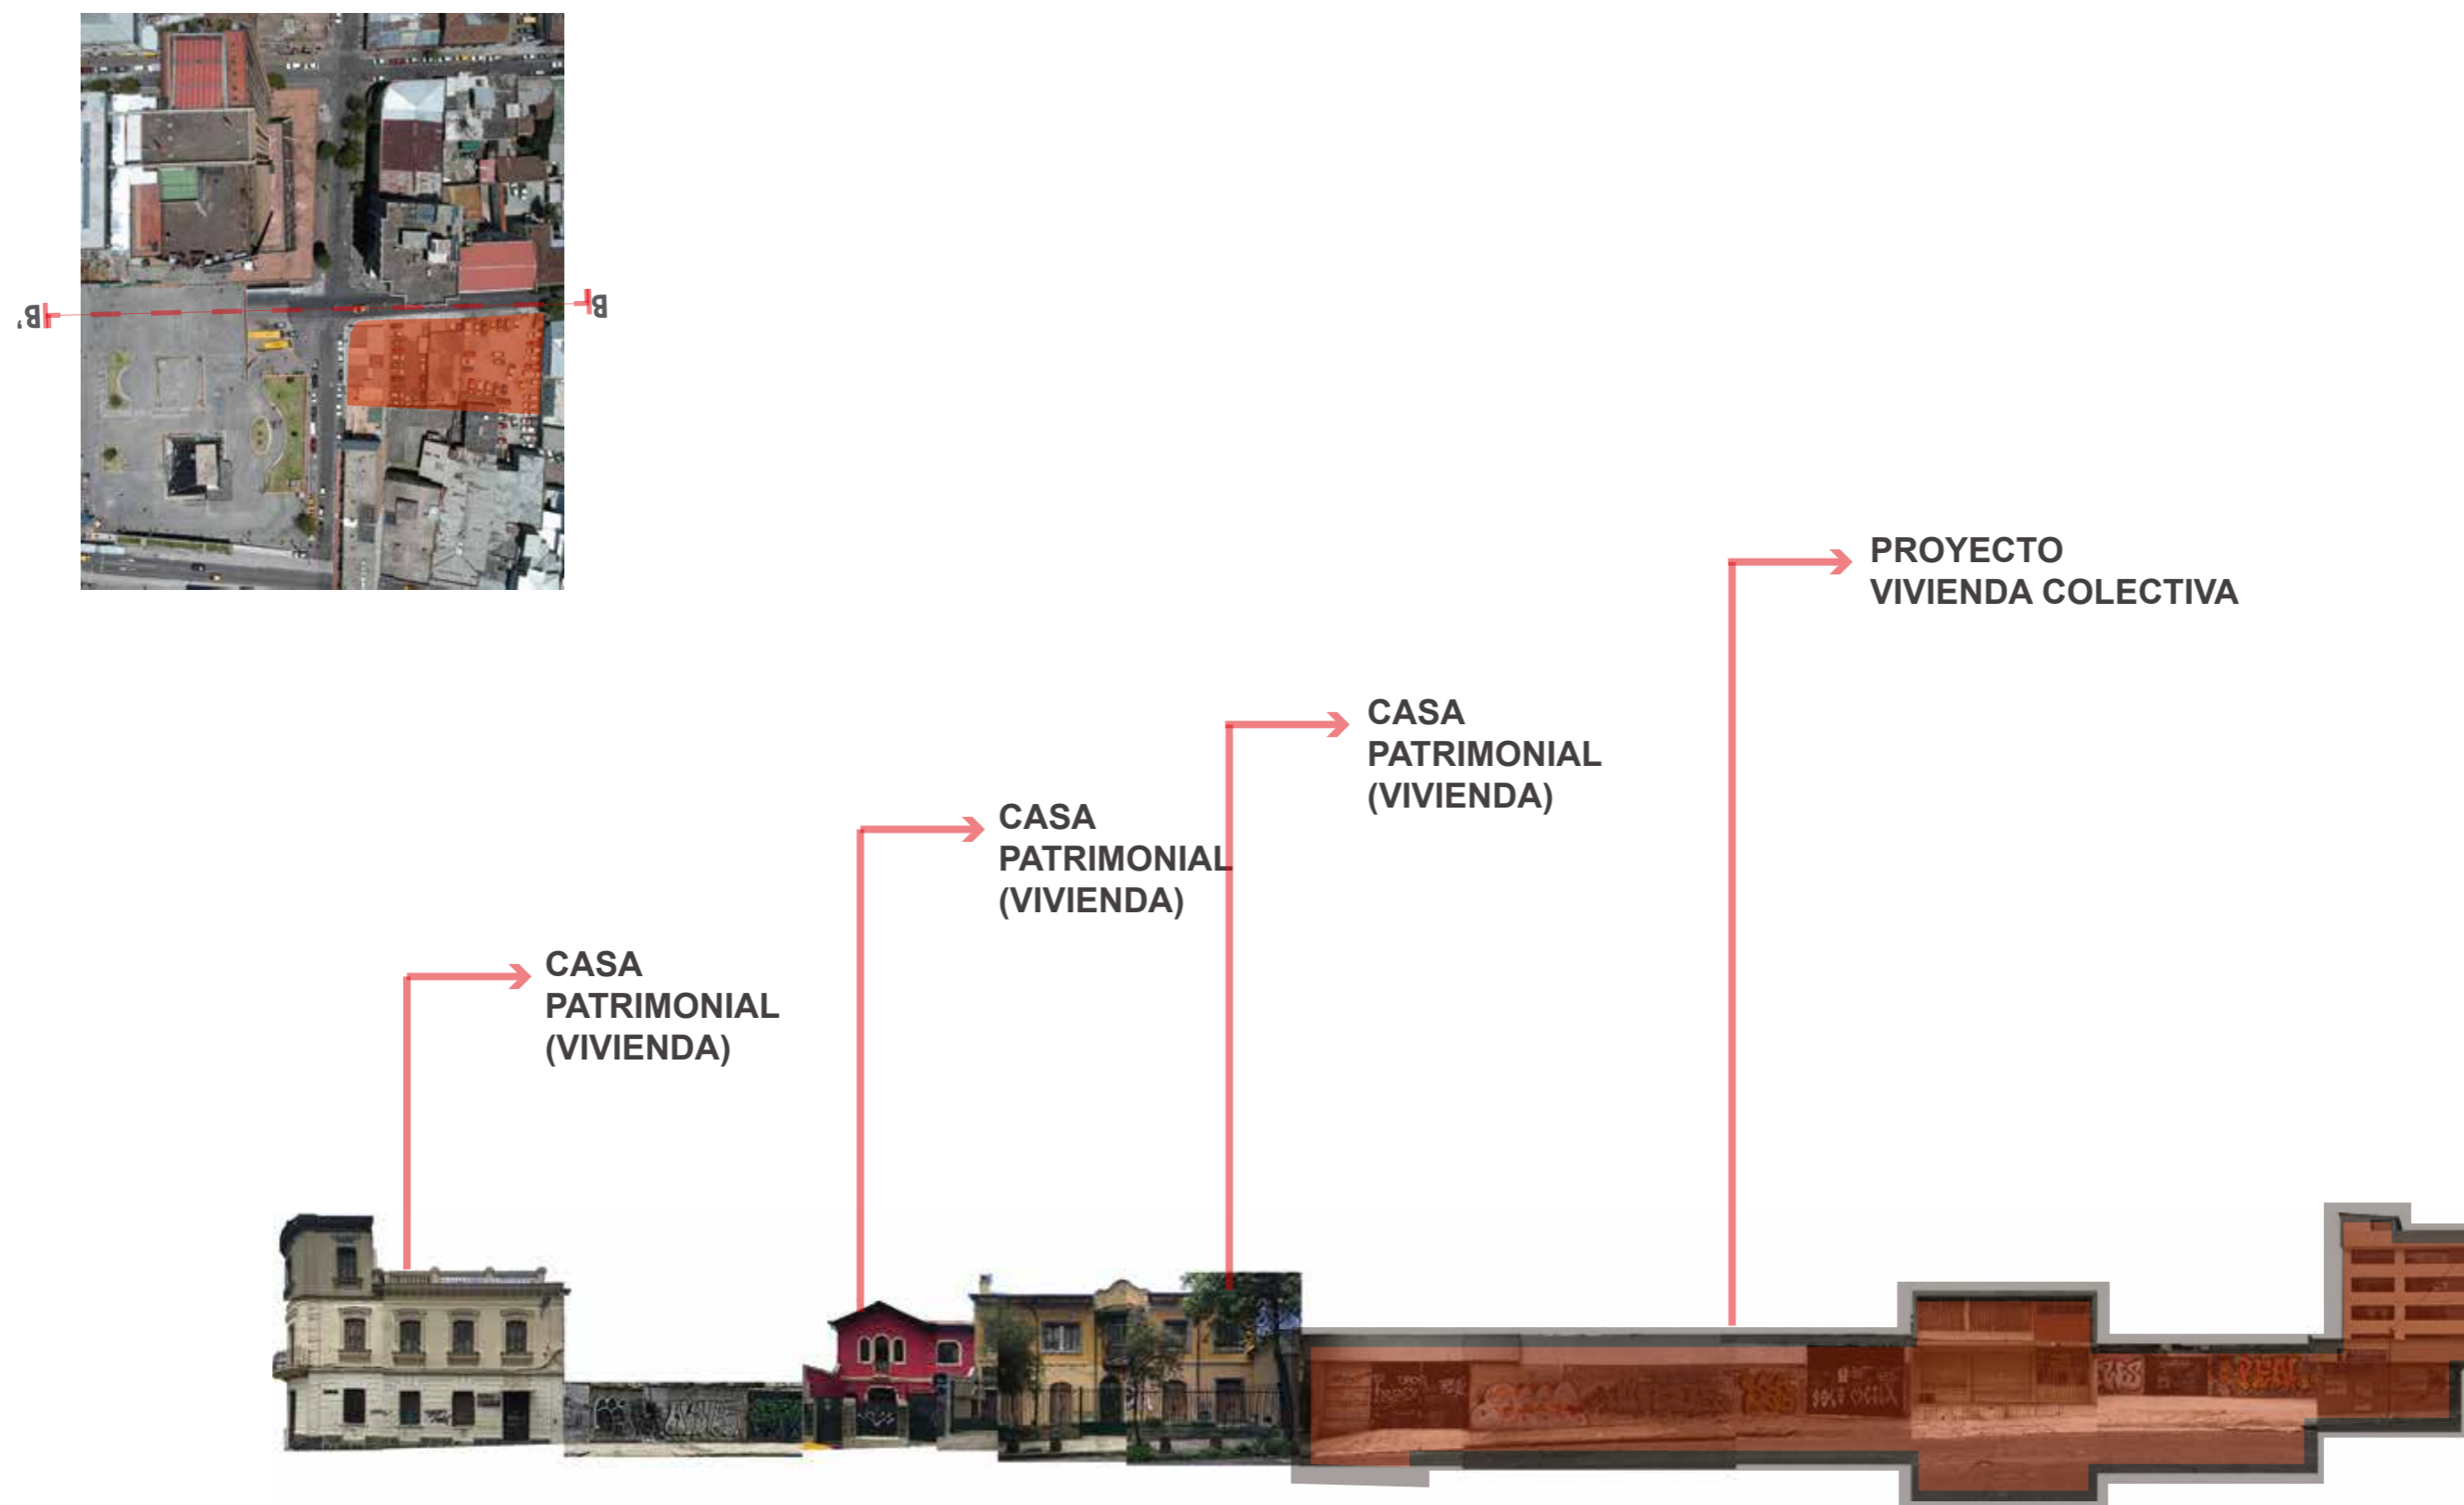 B'
B
PROYECTO
VIVIENDA COLECTIVA
CASA
PATRIMONIAL
(VIVIENDA)
CASA
PATRIMONIAL
(VIVIENDA)
CASA
PATRIMONIAL
(VIVIENDA)